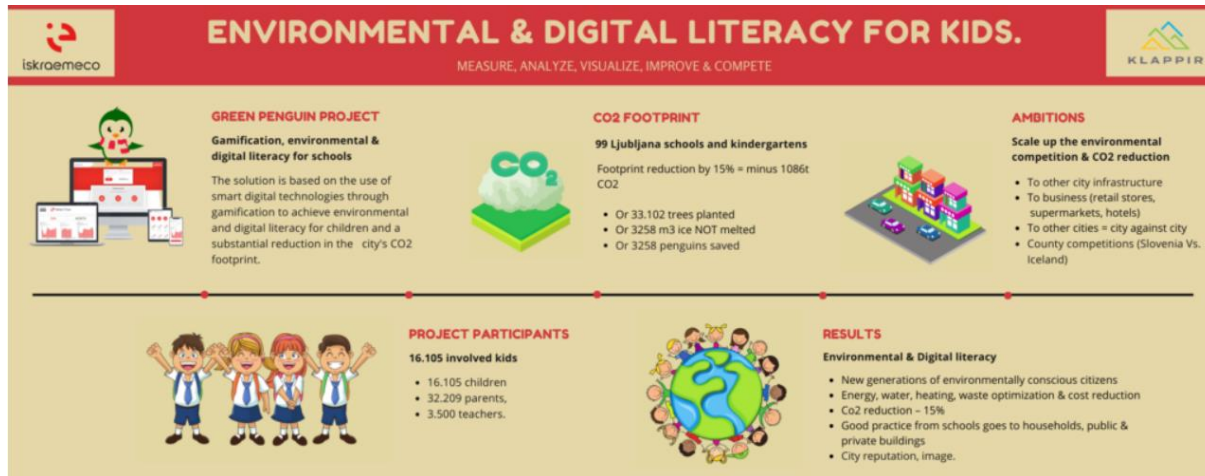 iskraemeco
ENVIRONMENTAL & DIGITAL LITERACY FOR KIDS.
MEASURE, ANALYZE, VISUALIZE, IMPROVE & COMPETE
KLAPPIR
GREEN PENGUIN PROJECT
Gamification, environmental &
digital literacy for schools
The solution is based on the use of
smart digital technologies through
gamification to achieve environmental
and digital literacy for children and a
substantial reduction in the city's CO2
footprint.
CO2
CO2 FOOTPRINT
99 Ljubljana schools and kindergartens
Footprint reduction by 15% = minus 1086t
CO2
• Or 33.102 trees planted
• Or 3258 m3 ice NOT melted
• Or 3258 penguins saved
AMBITIONS
Scale up the environmental
competition & CO2 reduction
• To other city infrastructure
• To business (retail stores,
supermarkets, hotels)
• To other cities = city against city
• County competitions (Slovenia Vs.
Iceland)
PROJECT PARTICIPANTS
16.105 involved kids
• 16.105 children
• 32.209 parents,
• 3.500 teachers.
RESULTS
Environmental & Digital literacy
• New generations of environmentally conscious citizens
• Energy, water, heating, waste optimization & cost reduction
• Co2 reduction – 15%
• Good practice from schools goes to households, public &
private buildings
• City reputation, image.